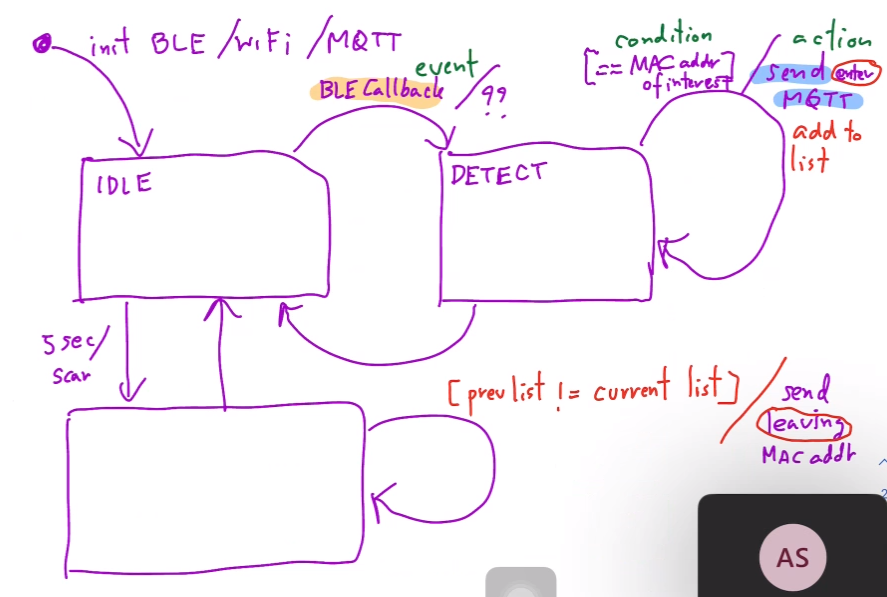 init BLE/WiFi/MQTT
event
BLE Callback /??
condition
[== MAC addr]
of interest
/ action
send enter
MQTT
add to
list
IDLE
DETECT
5 sec/
scan
[prev list != current list] /
send
leaving
MAC addr
AS